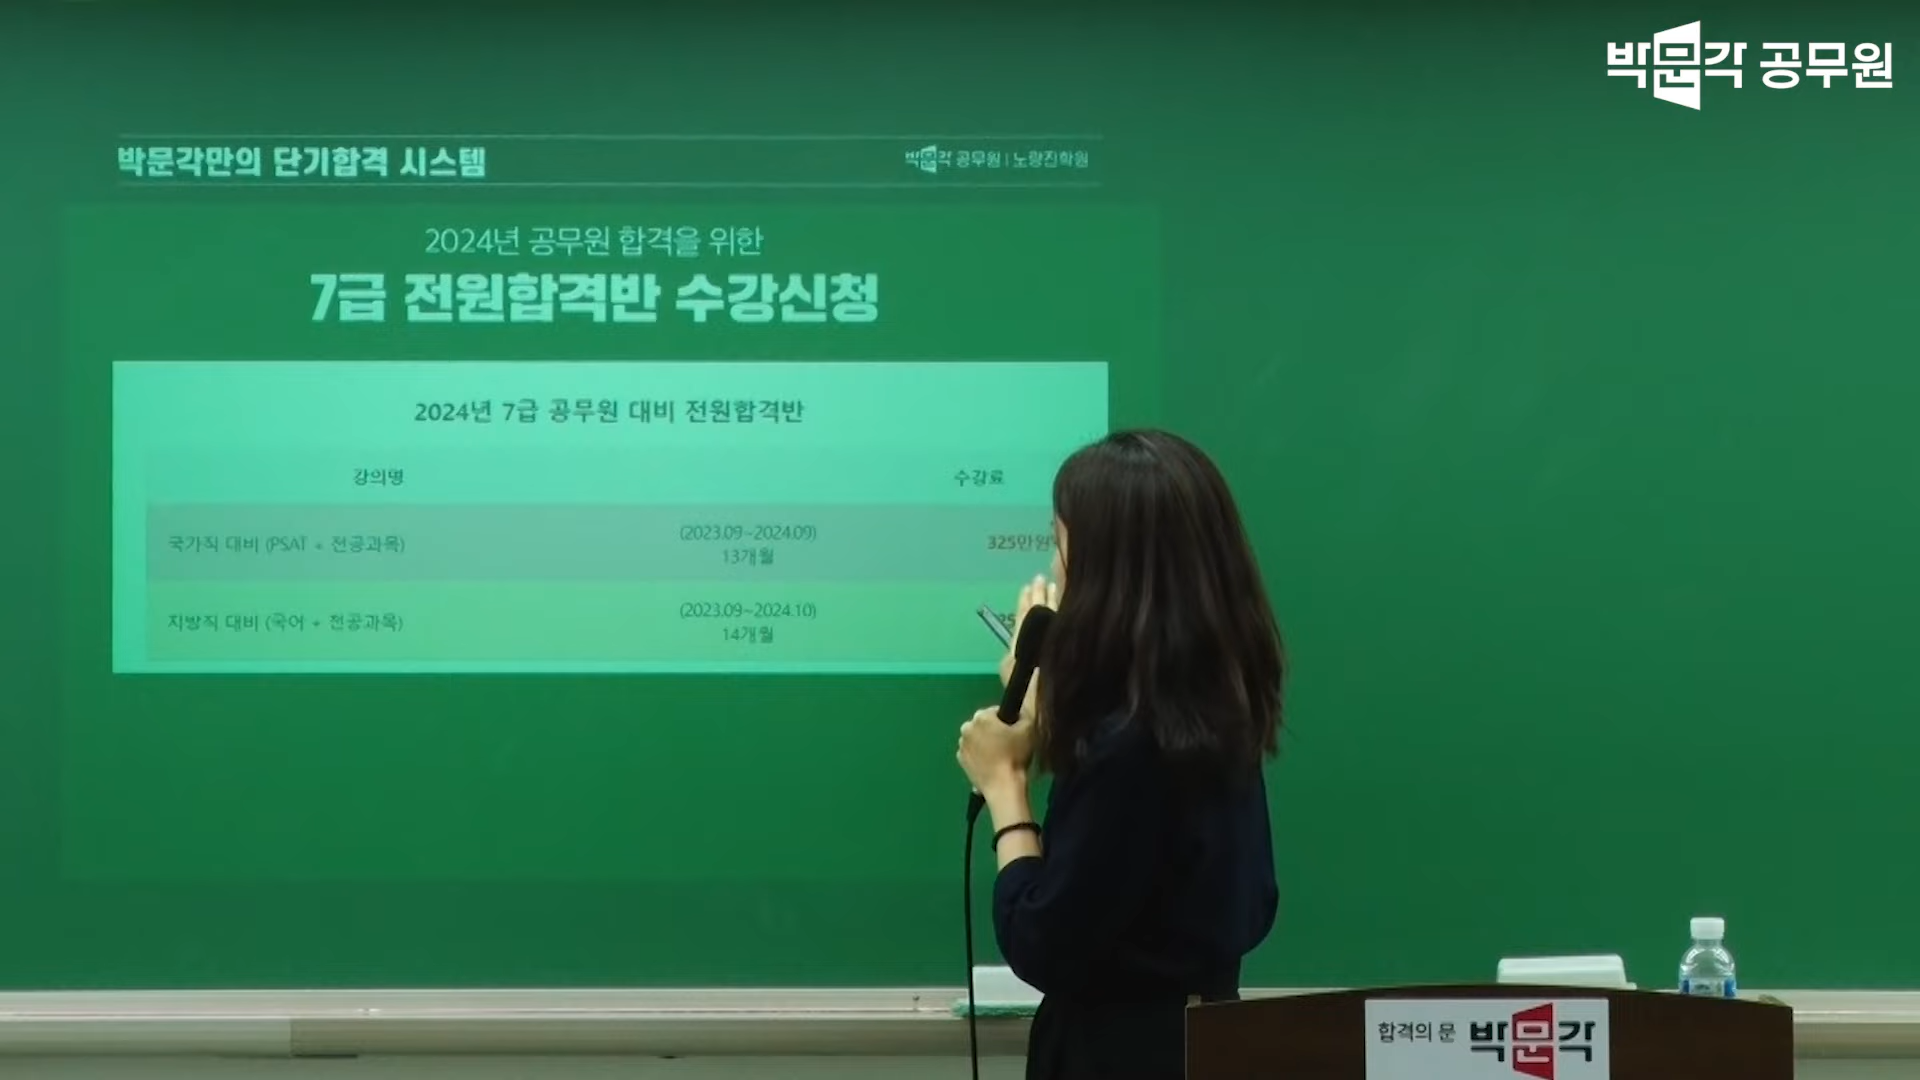 박문각 공무원
박문각만의 단기합격 시스템
박문각 공무원 | 노량진학원
2024년 공무원 합격을 위한
7급 전원합격반 수강신청
2024년 7급 공무원 대비 전원합격반
강의명
수강료
국가직 대비 (PSAT + 전공과목)
(2023.09~2024.09)
13개월
325만원
지방직 대비 (국어 + 전공과목)
(2023.09~2024.10)
14개월
합격의 문 박문각